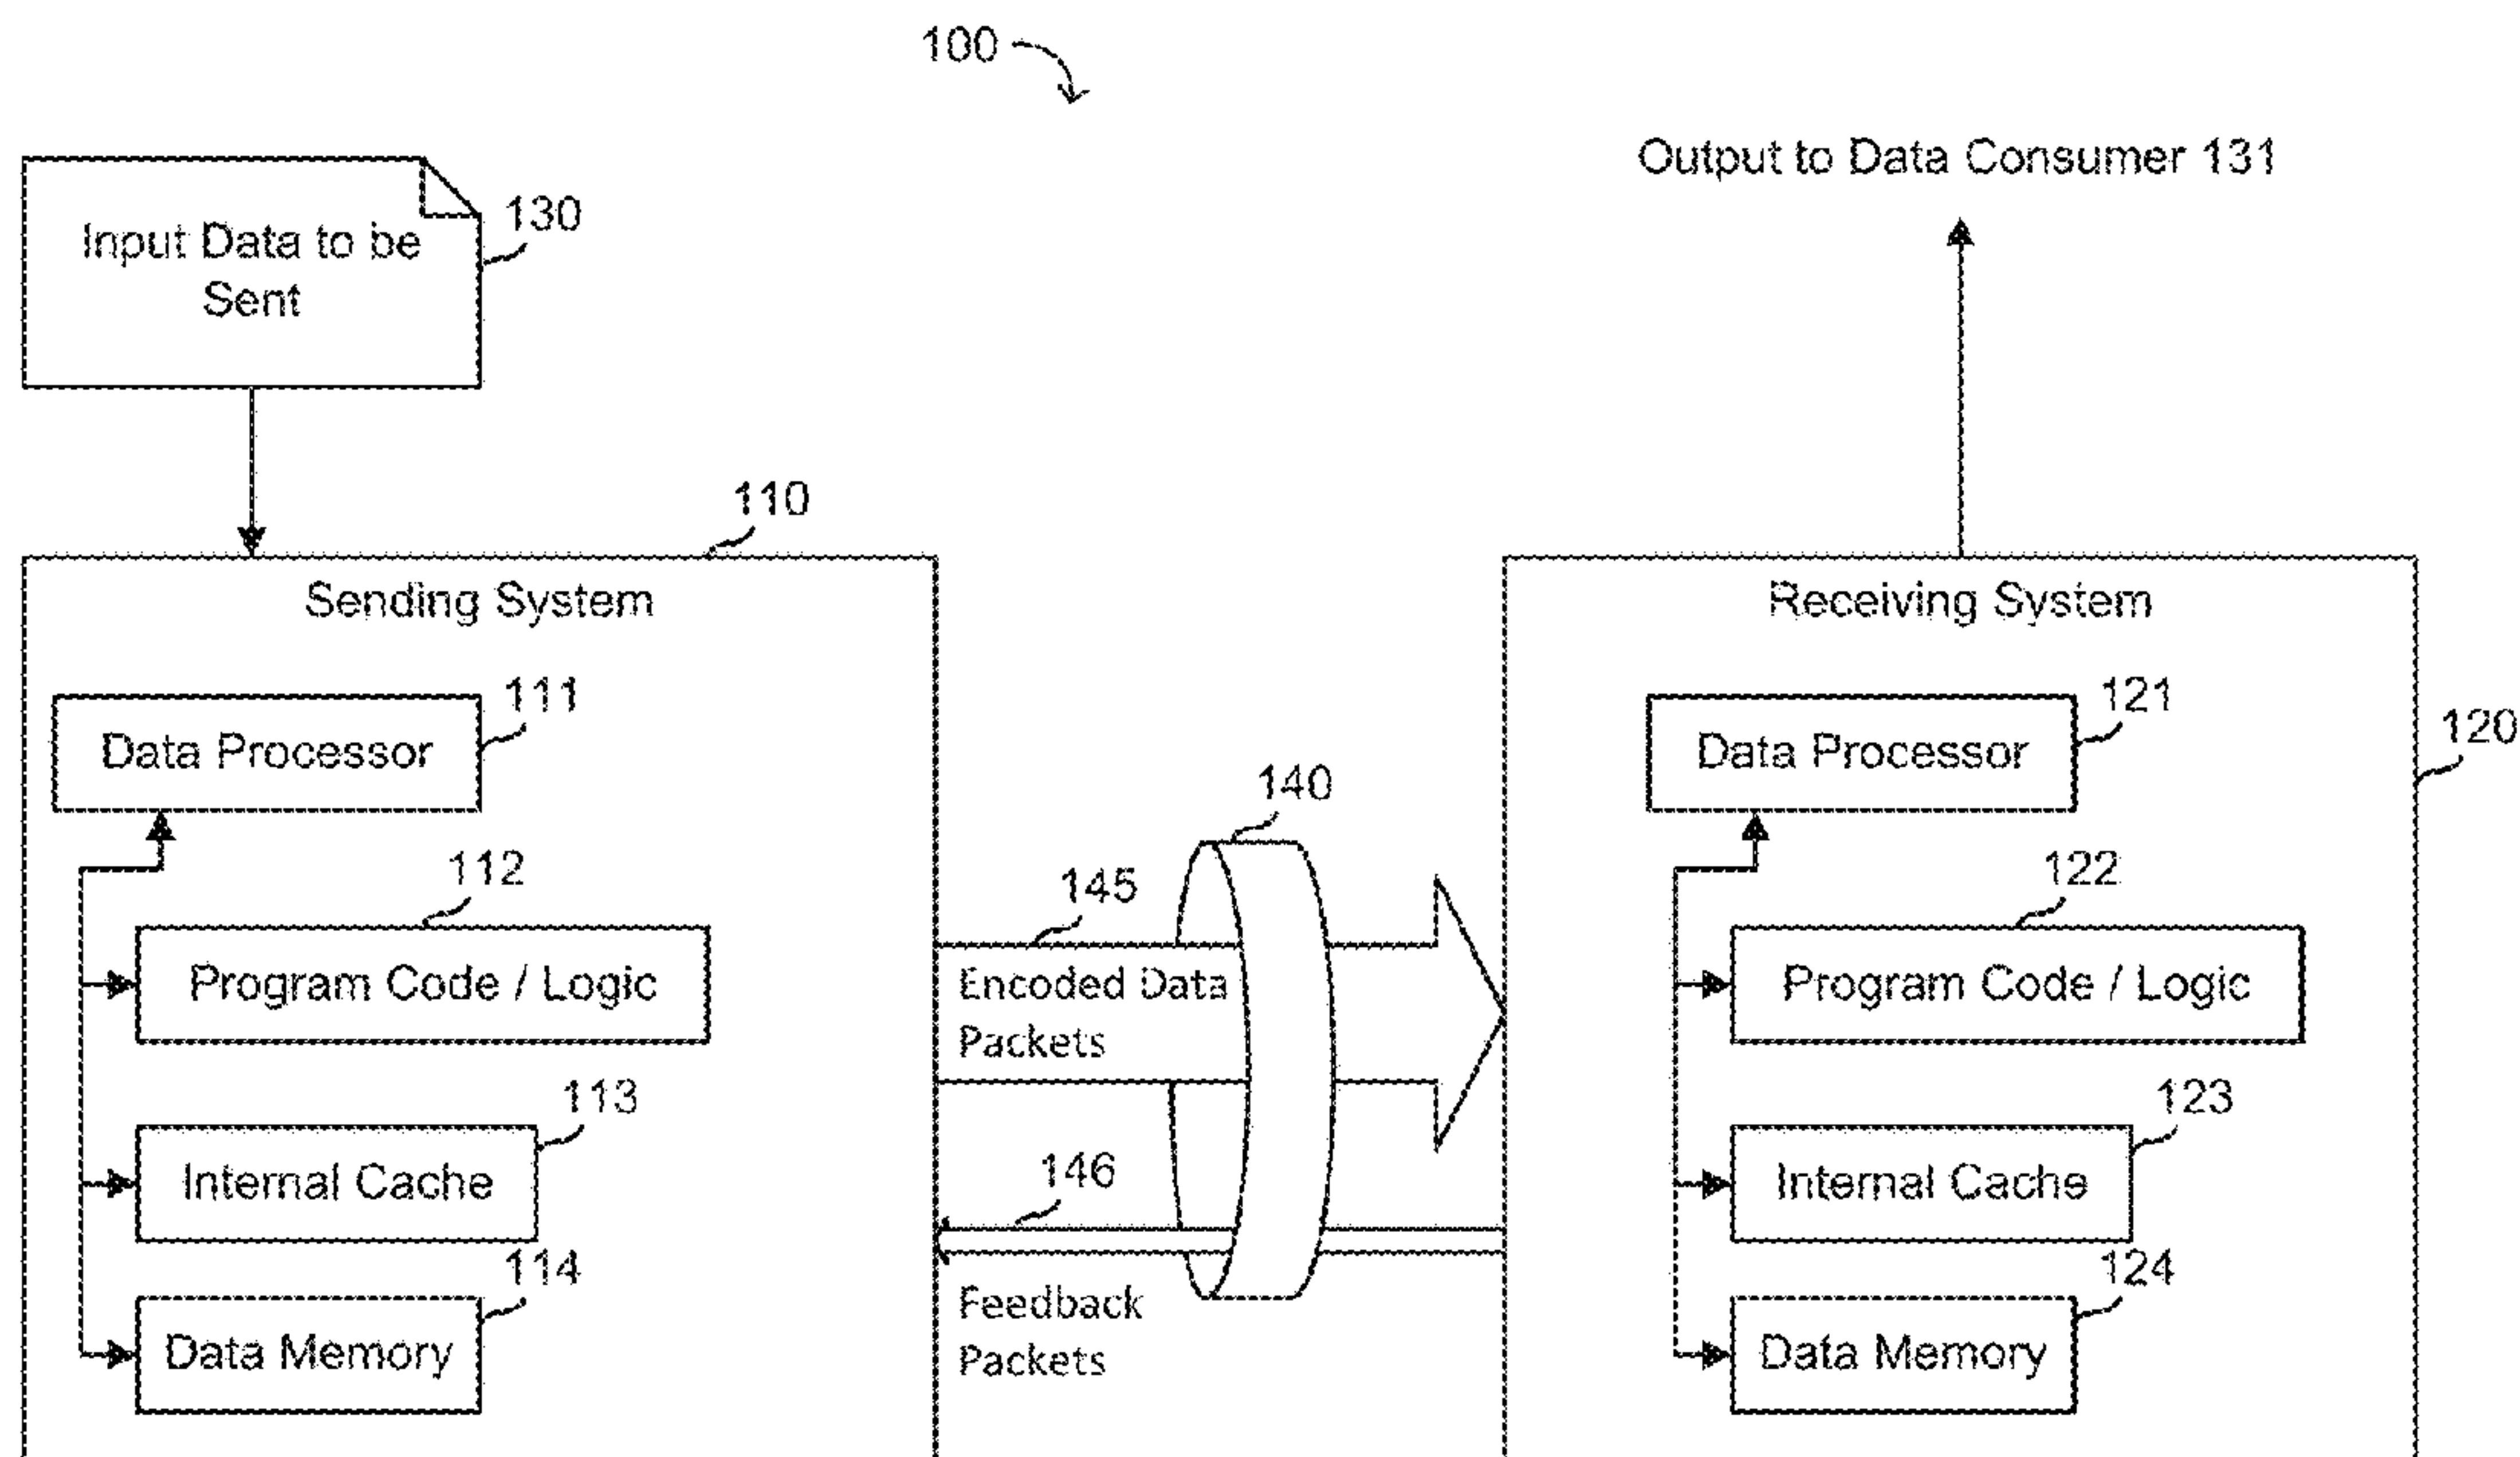 100
Output to Data Consumer 131
130
Input Data to be
Sent
110
Sending System
Receiving System
111
Data Processor
121
Data Processor
120
140
112
145
122
Program Code / Logic
Encoded Data
Packets
Program Code / Logic
113
146
123
Internal Cache
Internal Cache
114
Feedback
Packets
124
Data Memory
Data Memory